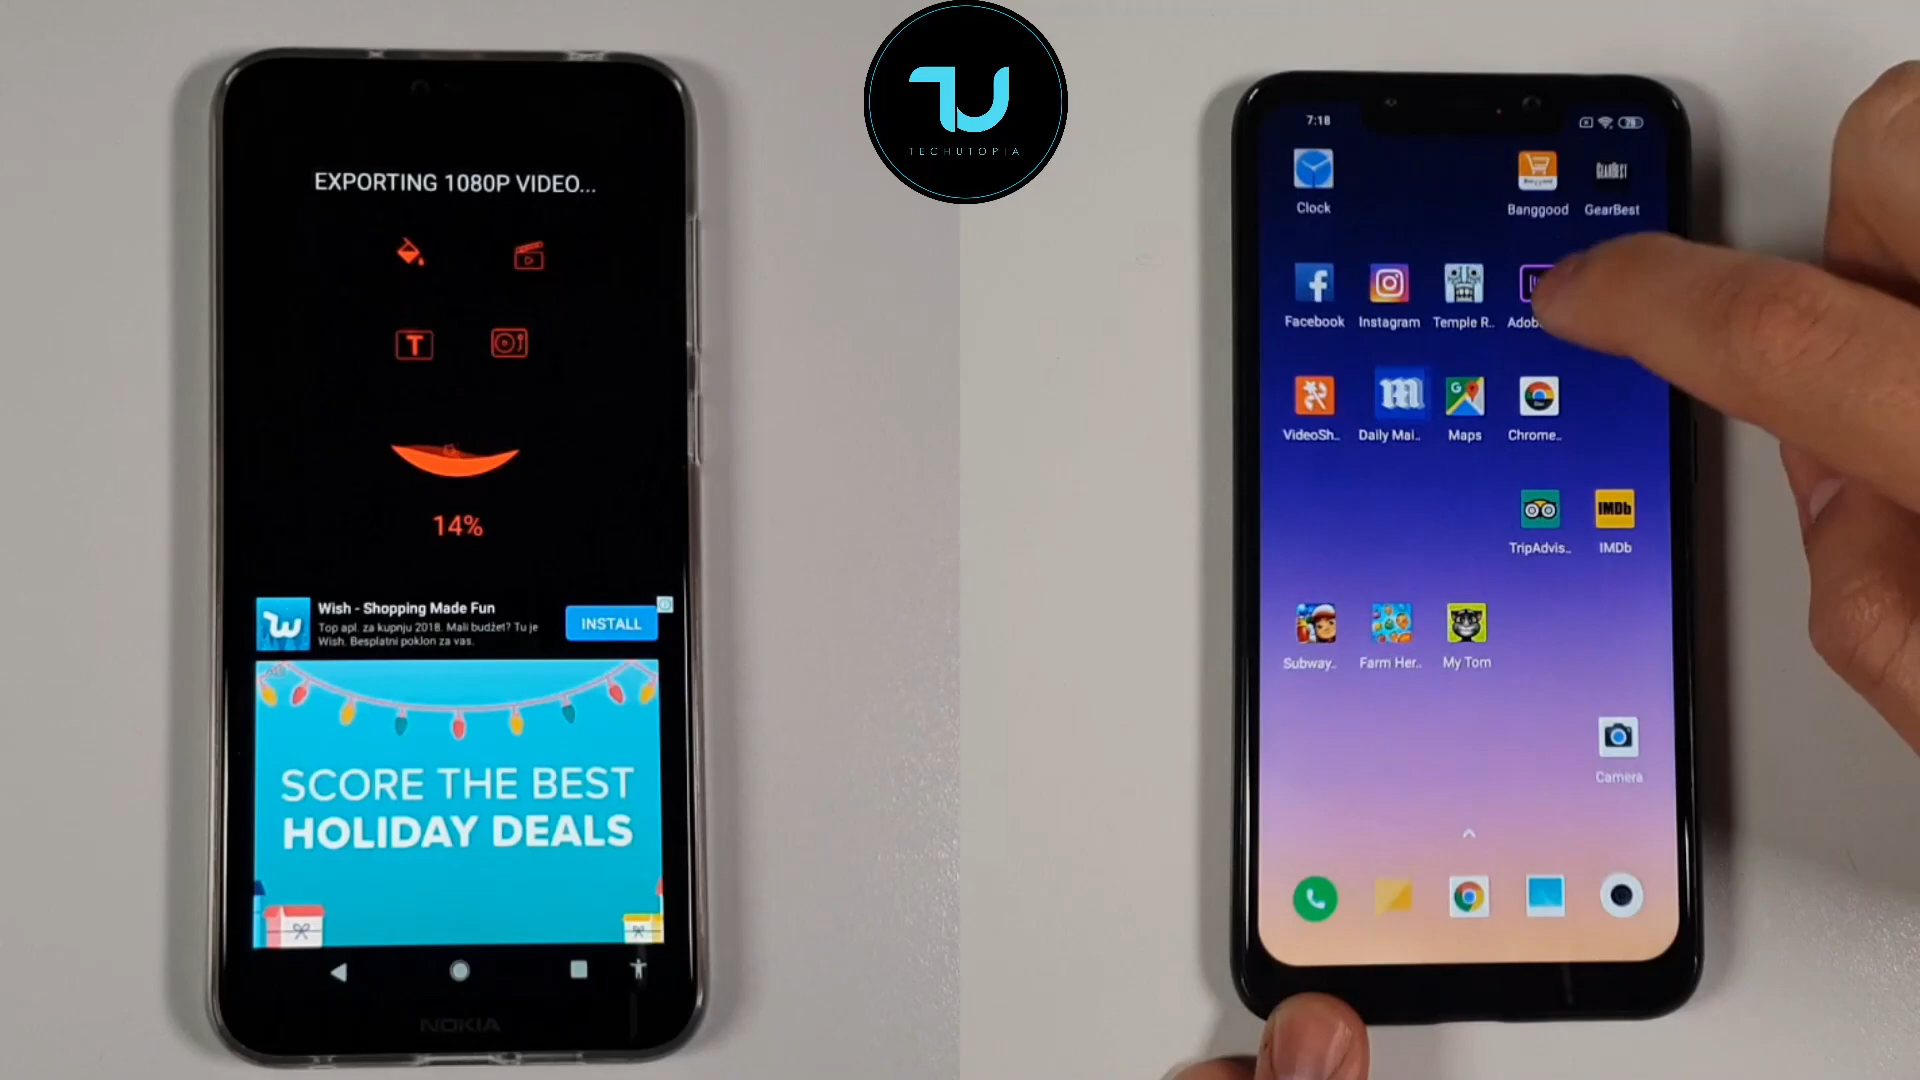 EXPORTING 1080P VIDEO...
T
14%
Wish - Shopping Made Fun
Top apl. za kupnju 2018. Mali budžet? Tu je
Wish. Besplatni poklon za vas.
INSTALL
SCORE THE BEST
HOLIDAY DEALS
NOKIA
TECHUTOPIA
7:18
Clock
Banggood
GearBest
Facebook
Instagram
Temple R..
Adob
VideoSh..
Daily Mai..
Maps
Chrome..
TripAdvis..
IMDb
IMDb
Subway..
Farm Her..
My Tom
Camera